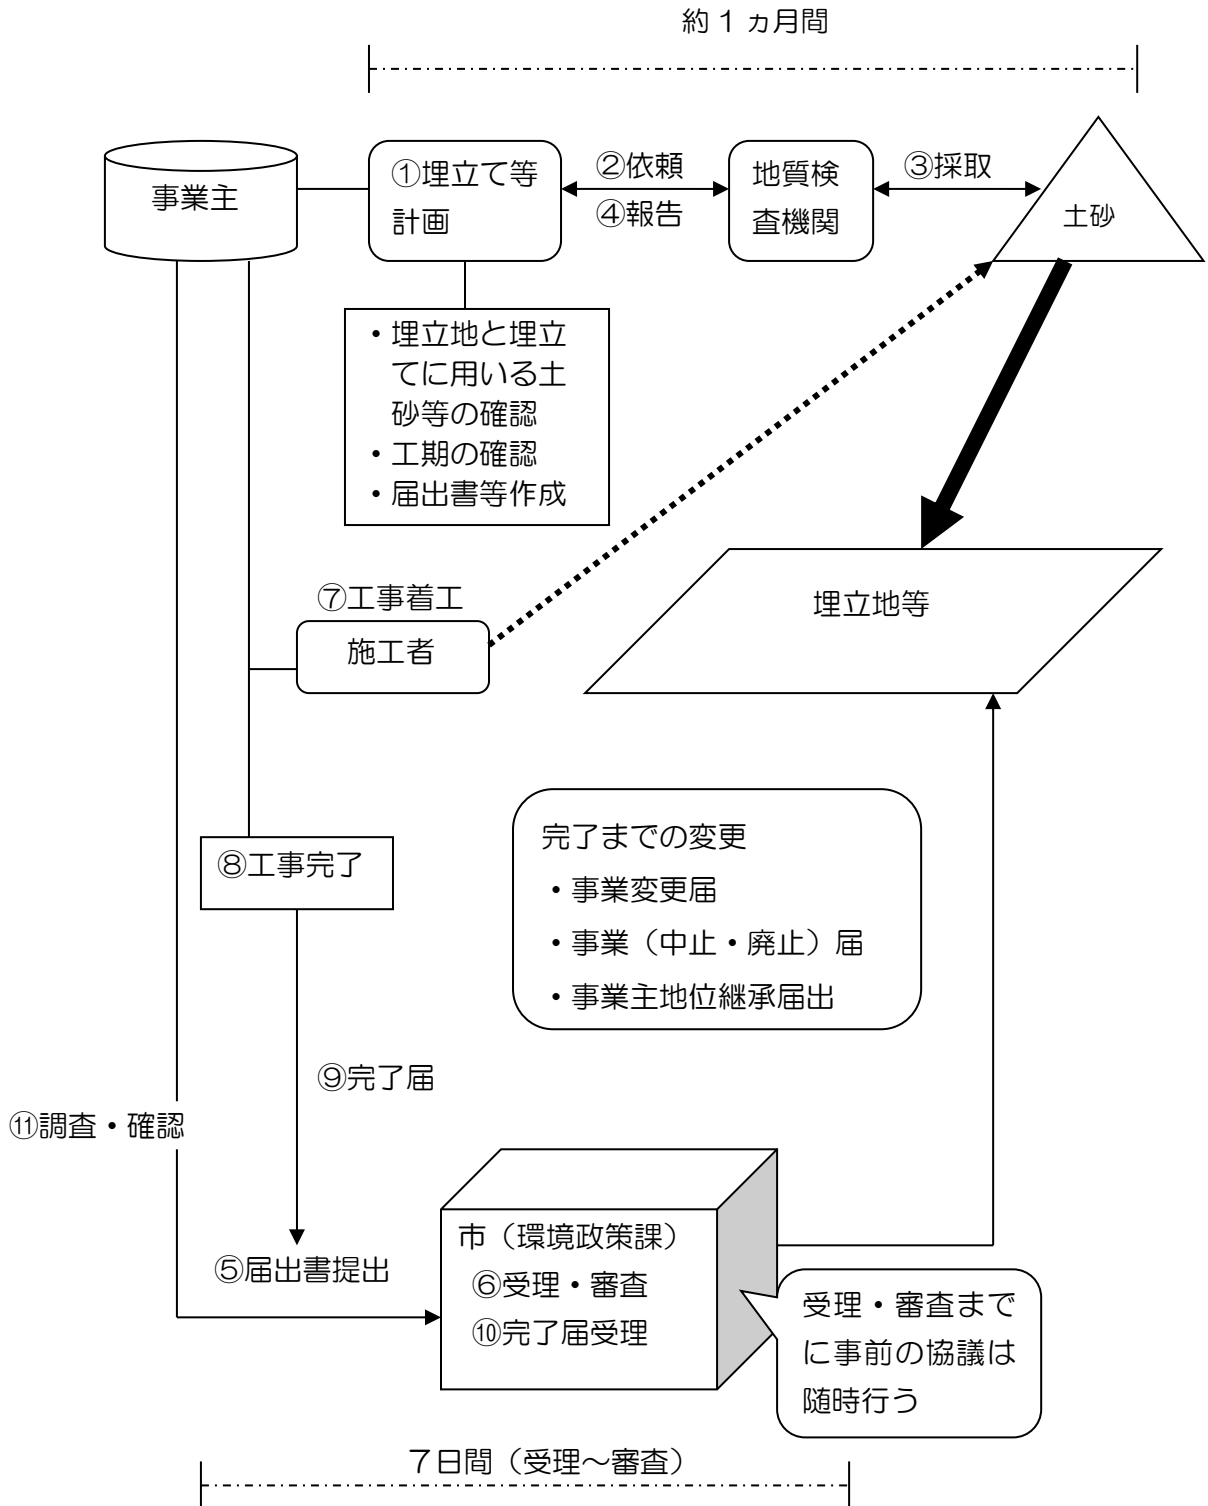 約1ヵ月間
事業主
①埋立て等
計画
②依頼
④報告
地質検
査機関
③採取
土砂
・埋立地と埋立
てに用いる土
砂等の確認
・工期の確認
・届出書等作成
⑦工事着工
施工者
埋立地等
⑧工事完了
完了までの変更
・事業変更届
・事業（中止・廃止）届
・事業主地位継承届出
⑨完了届
⑪調査・確認
⑤届出書提出
市（環境政策課）
⑥受理・審査
⑩完了届受理
受理・審査まで
に事前の協議は
随時行う
７日間（受理～審査）